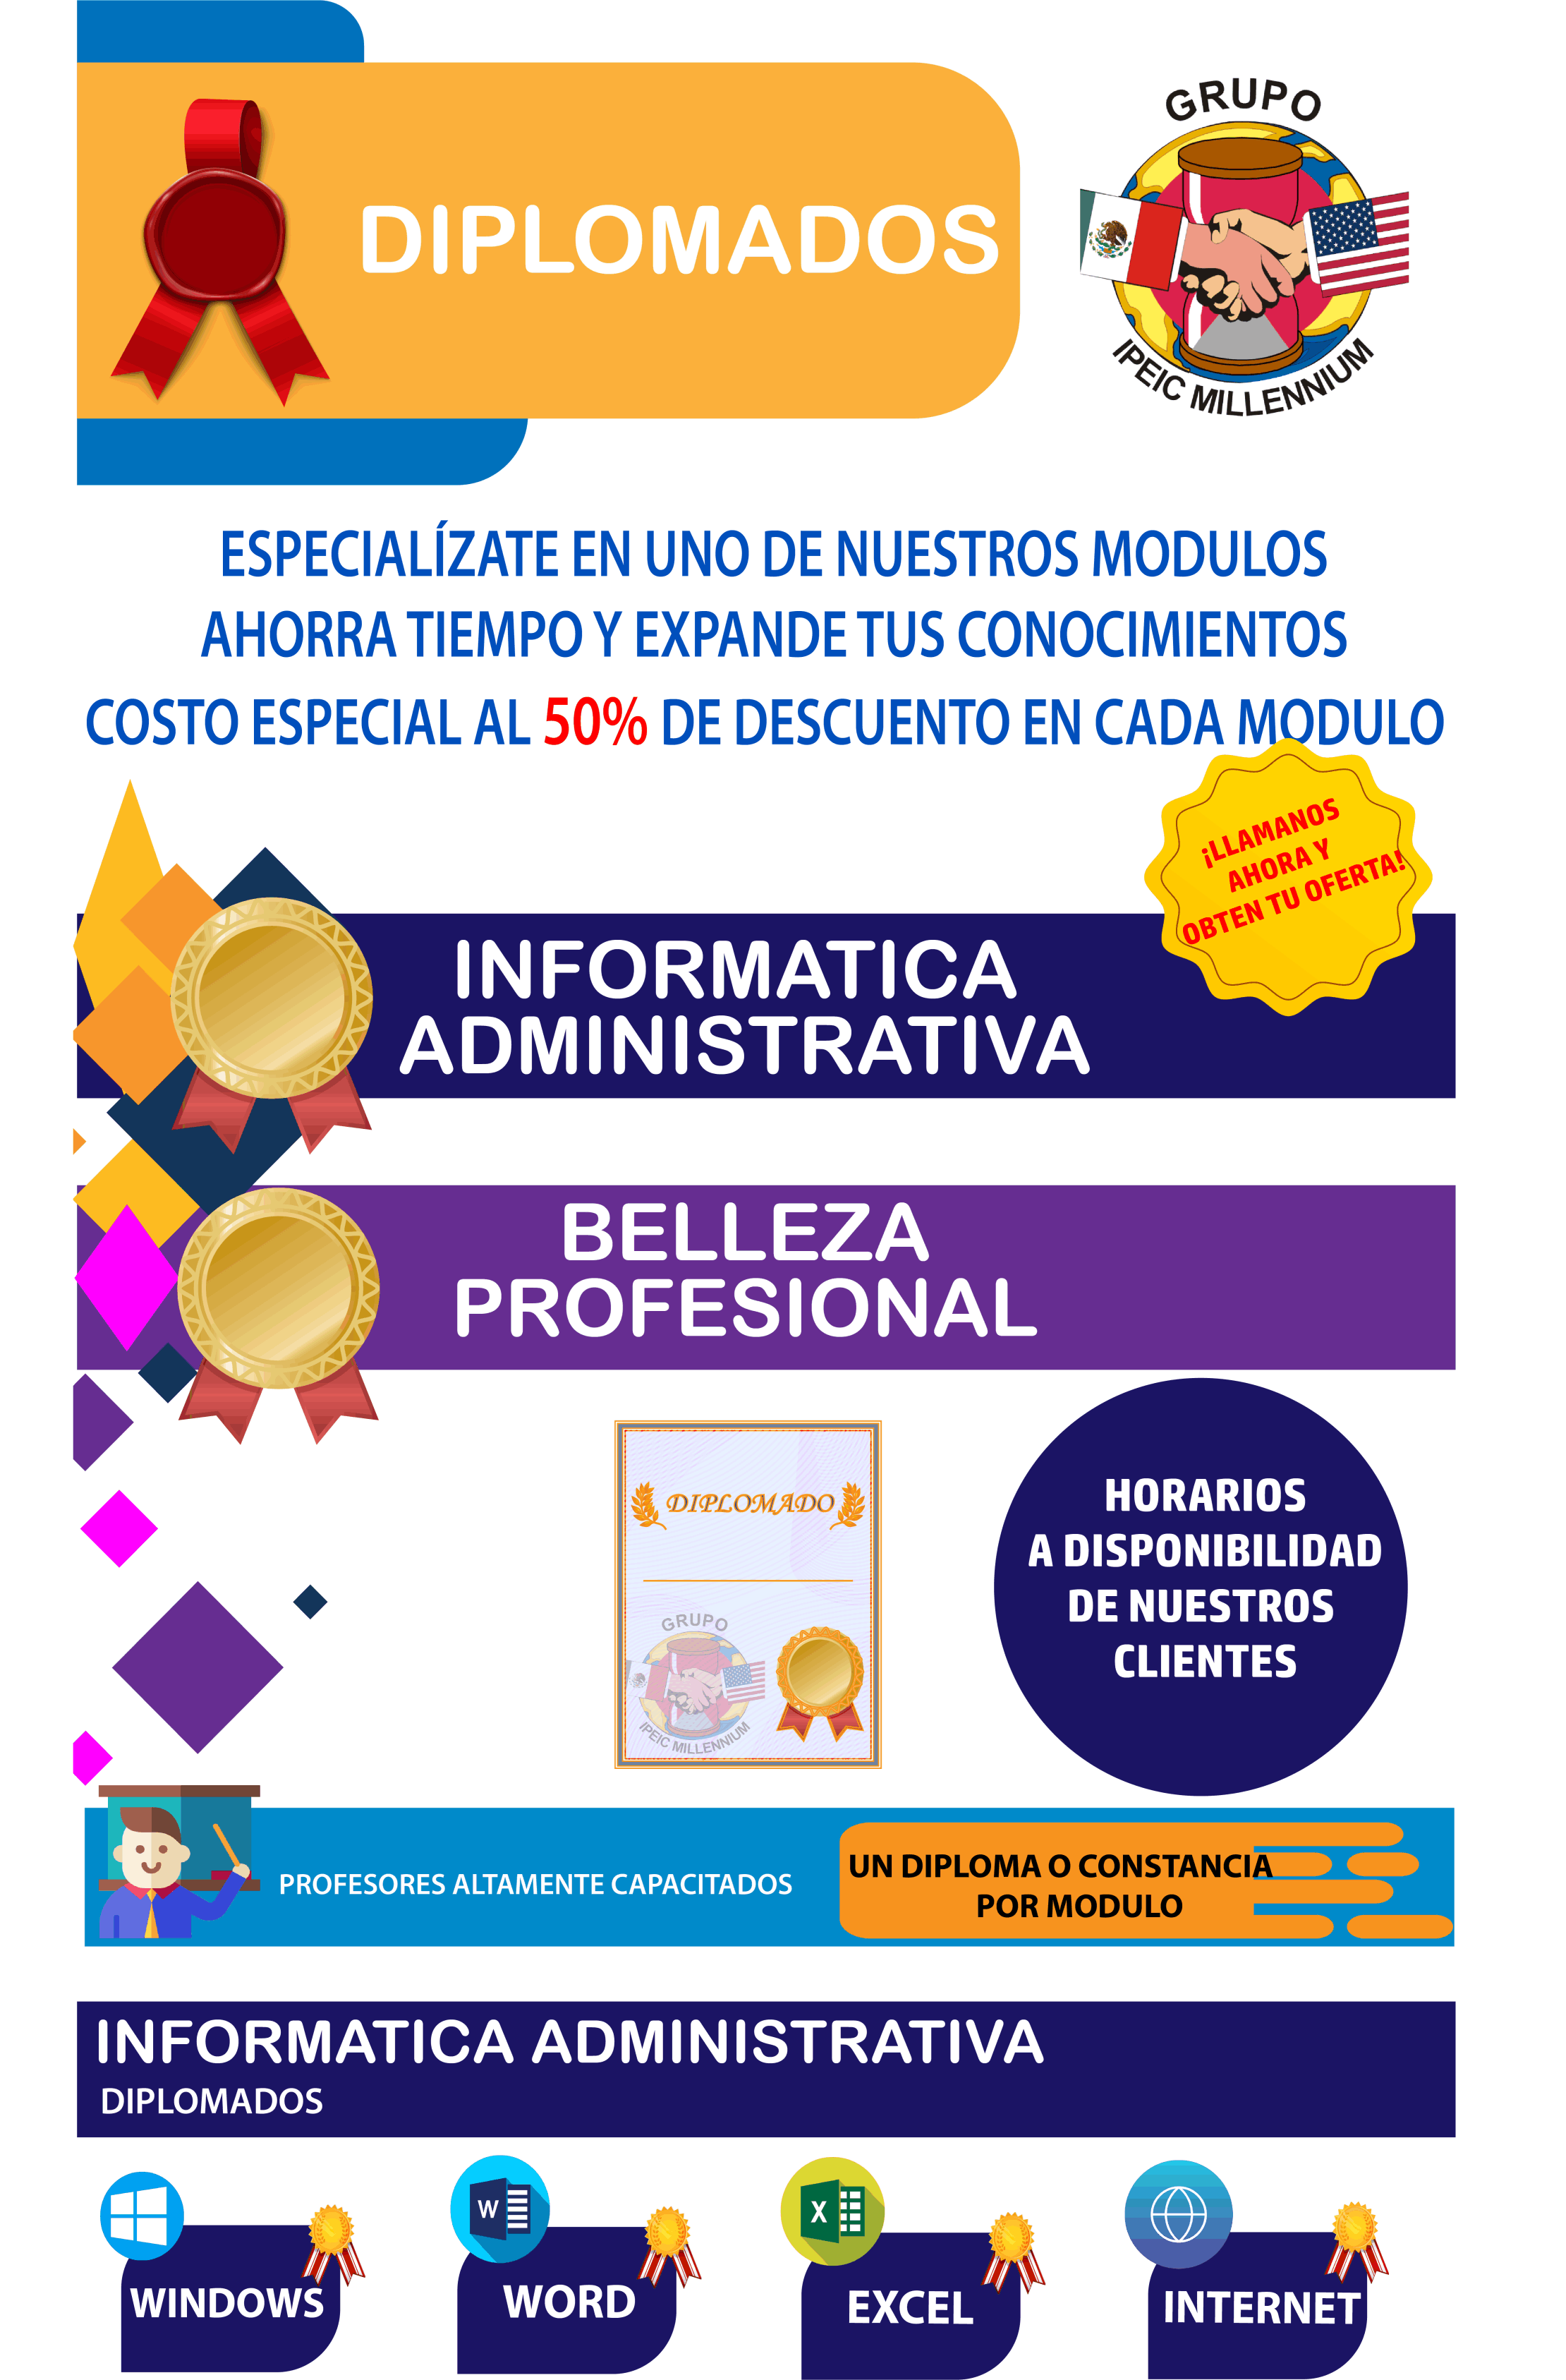 DIPLOMADOS
GRUPO
IPEIC MILLENNIUM
ESPECIALÍZATE EN UNO DE NUESTROS MODULOS
AHORRA TIEMPO Y EXPANDE TUS CONOCIMIENTOS
COSTO ESPECIAL AL 50% DE DESCUENTO EN CADA MODULO
¡LLAMANOS
AHORA Y
OBTEN TU OFERTA!
INFORMATICA
ADMINISTRATIVA
BELLEZA
PROFESIONAL
DIPLOMADO
GRUPO
IPEIC MILLENNIUM
HORARIOS
A DISPONIBILIDAD
DE NUESTROS
CLIENTES
PROFESORES ALTAMENTE CAPACITADOS
UN DIPLOMA O CONSTANCIA
POR MODULO
INFORMATICA ADMINISTRATIVA
DIPLOMADOS
W
X
WINDOWS
WORD
EXCEL
INTERNET